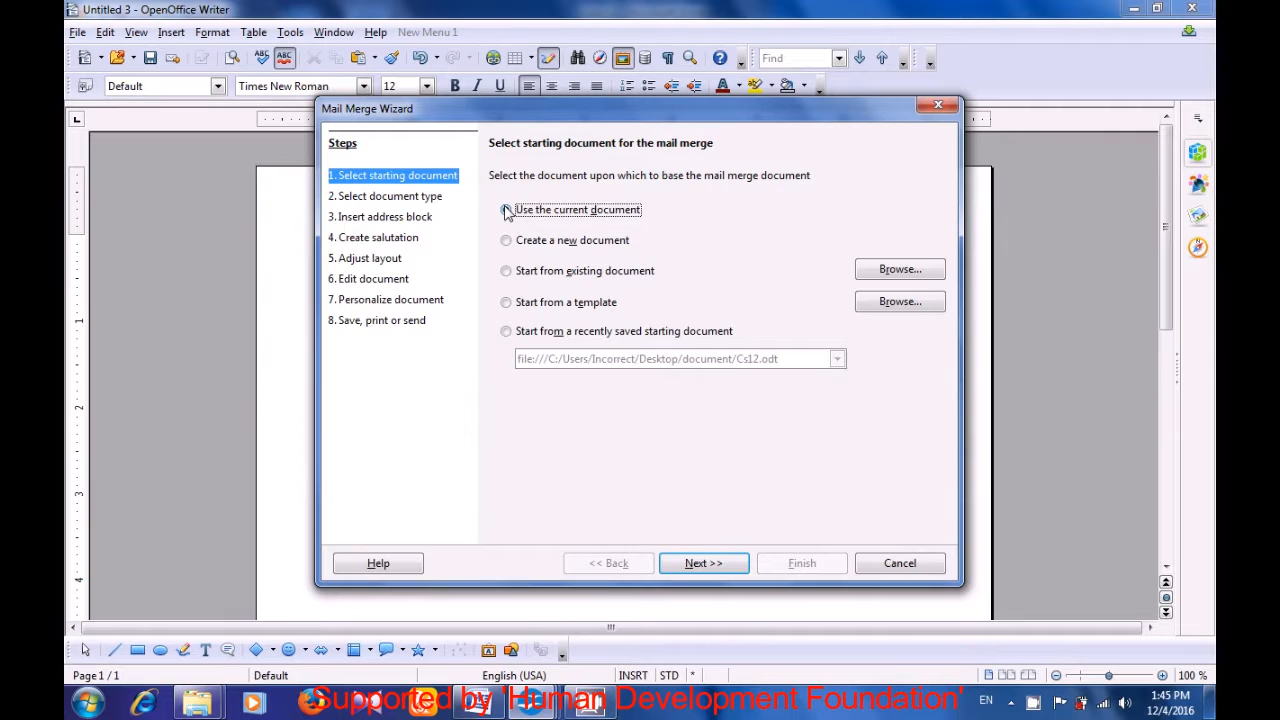 Untitled 3 - OpenOffice Writer
File Edit View Insert Format Table Tools Window Help New Menu 1
Find
Default Times New Roman 12
Mail Merge Wizard
Steps
1. Select starting document
2. Select document type
3. Insert address block
4. Create salutation
5. Adjust layout
6. Edit document
7. Personalize document
8. Save, print or send
Select starting document for the mail merge
Select the document upon which to base the mail merge document
Use the current document
Create a new document
Start from existing document Browse...
Start from a template Browse...
Start from a recently saved starting document
file:///C:/Users/Incorrect/Desktop/document/Cs12.odt
Help << Back Next >> Finish Cancel
1
2
3
4
Page 1 / 1 Default English (USA) INSRT STD * 100 %
Supported by 'Human Development Foundation'
EN 1:45 PM
12/4/2016